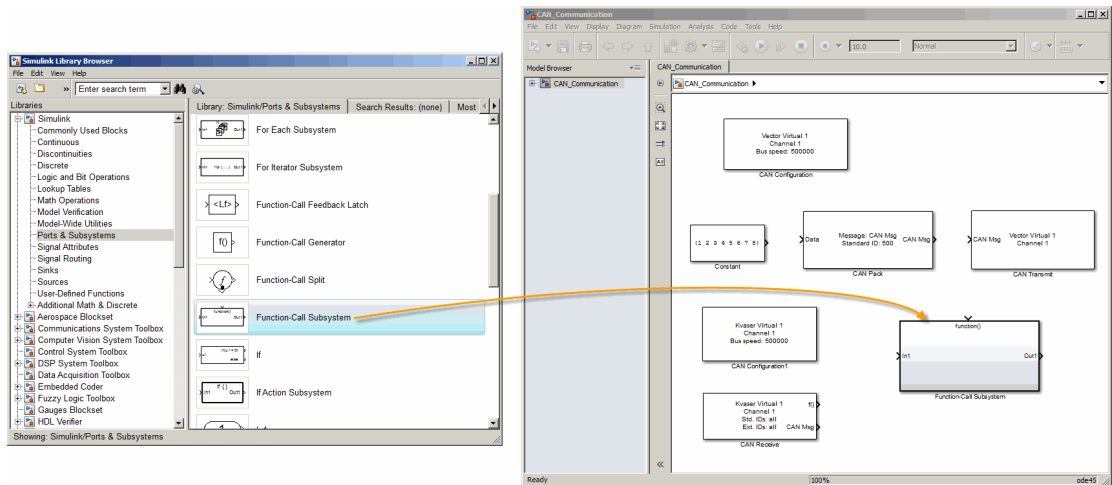 Simulink Library Browser
File Edit View Help
» Enter search term
Libraries
Simulink
Commonly Used Blocks
Continuous
Discontinuities
Discrete
Logic and Bit Operations
Lookup Tables
Math Operations
Model Verification
Model-Wide Utilities
Ports & Subsystems
Signal Attributes
Signal Routing
Sinks
Sources
User-Defined Functions
Additional Math & Discrete
Aerospace Blockset
Communications System Toolbox
Computer Vision System Toolbox
Control System Toolbox
DSP System Toolbox
Data Acquisition Toolbox
Embedded Coder
Fuzzy Logic Toolbox
Gauges Blockset
HDL Verifier
Showing: Simulink/Ports & Subsystems
Library: Simulink/Ports & Subsystems Search Results: (none) Most
For Each Subsystem
For Iterator Subsystem
<Lf> Function-Call Feedback Latch
f() Function-Call Generator
f Function-Call Split
function()
In1 Out1 Function-Call Subsystem
If
If { }
In1 Out1 If Action Subsystem
CAN_Communication
File Edit View Display Diagram Simulation Analysis Code Tools Help
10.0 Normal
Model Browser
CAN_Communication
CAN_Communication
CAN_Communication
Vector Virtual 1
Channel 1
Bus speed: 500000
CAN Configuration
(1 2 3 4 5 6 7 8)
Constant
Data Message: CAN Msg CAN Msg
Standard ID: 500
CAN Pack
CAN Msg Vector Virtual 1
Channel 1
CAN Transmit
Kvaser Virtual 1
Channel 1
Bus speed: 500000
CAN Configuration1
function()
In1 Out1
Function-Call Subsystem
Kvaser Virtual 1 f()
Channel 1
Std. IDs: all
Ext. IDs: all CAN Msg
CAN Receive
Ready 100% ode45